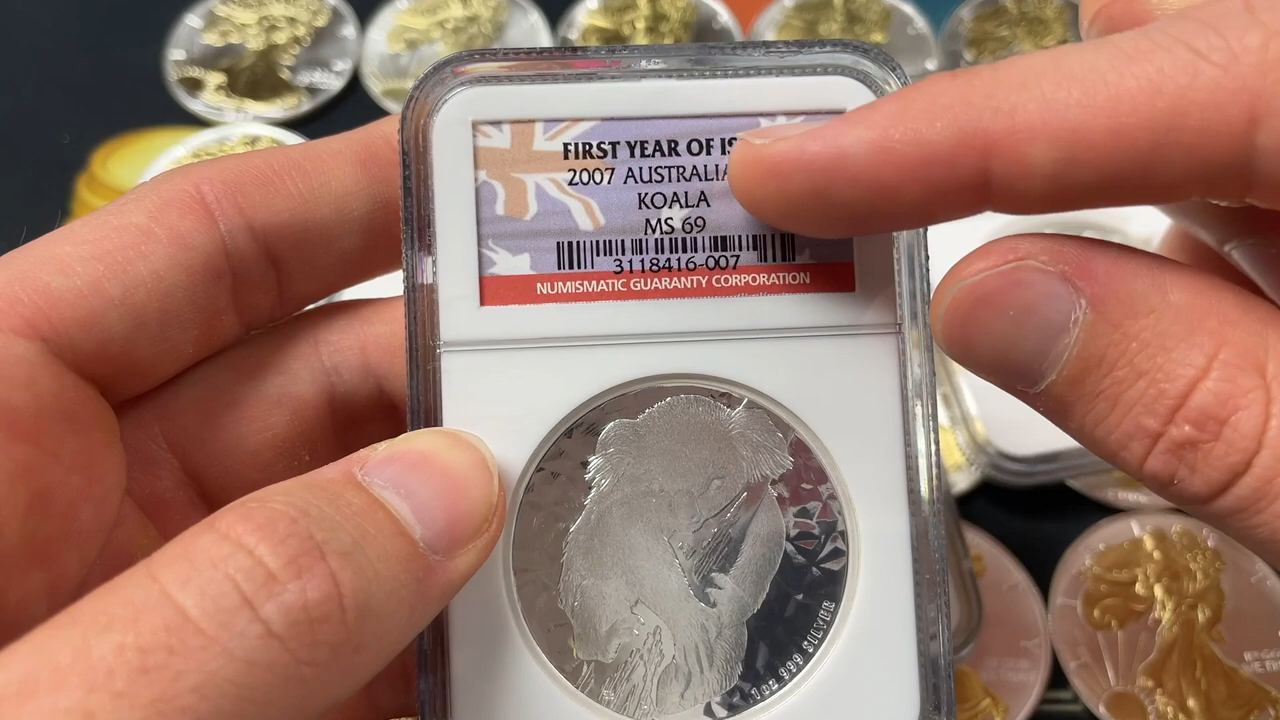 FIRST YEAR OF IS
2007 AUSTRALIA
KOALA
MS 69
3118416-007
NUMISMATIC GUARANTY CORPORATION
1oz 999 SILVER